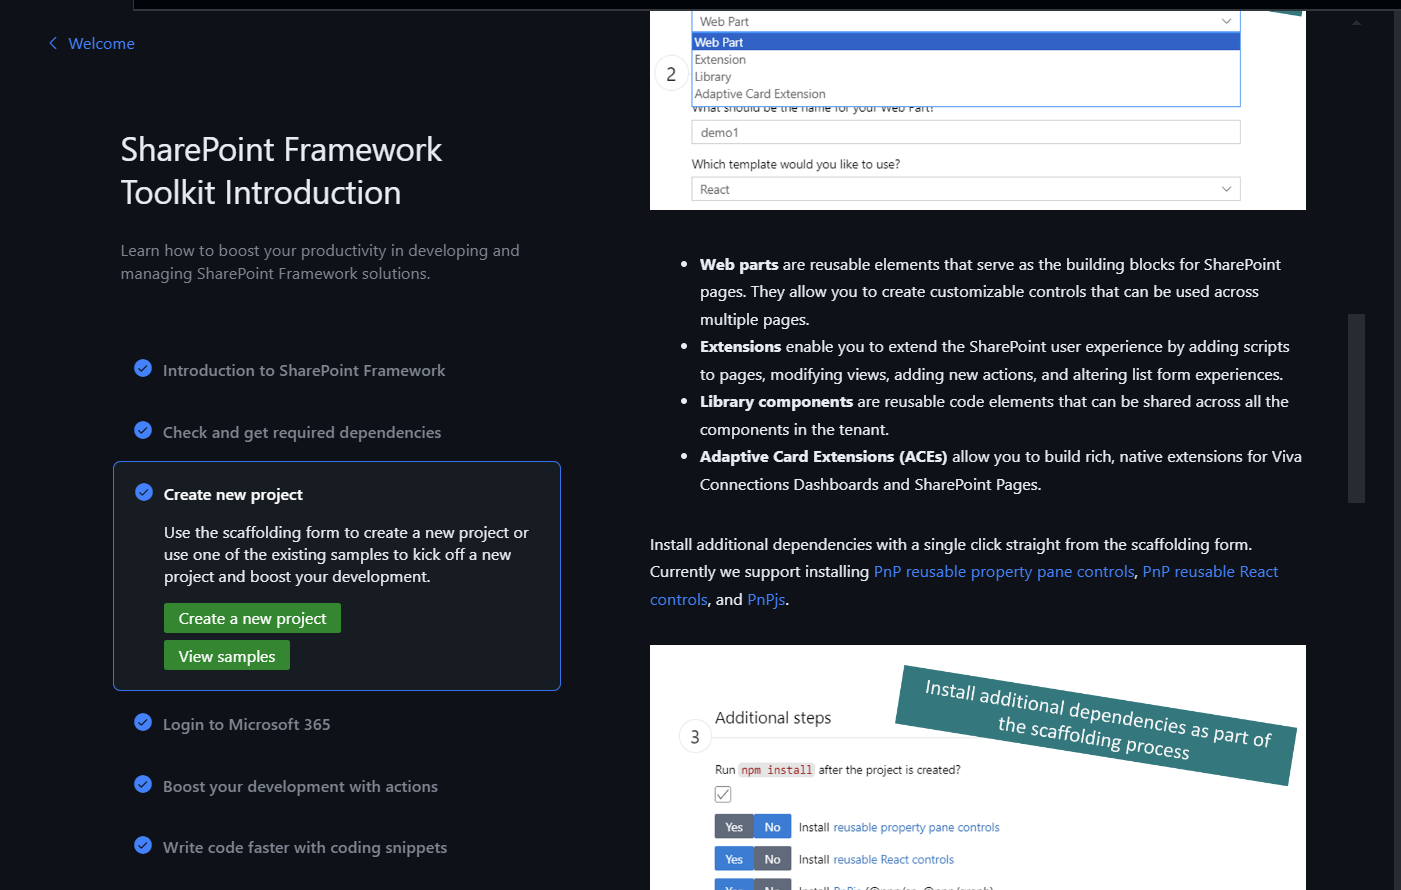 Welcome
SharePoint Framework
Toolkit Introduction
Learn how to boost your productivity in developing and
managing SharePoint Framework solutions.
Introduction to SharePoint Framework
Check and get required dependencies
Create new project
Use the scaffolding form to create a new project or
use one of the existing samples to kick off a new
project and boost your development.
Create a new project
View samples
Login to Microsoft 365
Boost your development with actions
Write code faster with coding snippets
Web Part
Web Part
Extension
Library
Adaptive Card Extension
2
What should be the name for your Web Part?
demo1
Which template would you like to use?
React
• Web parts are reusable elements that serve as the building blocks for SharePoint
pages. They allow you to create customizable controls that can be used across
multiple pages.
• Extensions enable you to extend the SharePoint user experience by adding scripts
to pages, modifying views, adding new actions, and altering list form experiences.
• Library components are reusable code elements that can be shared across all the
components in the tenant.
• Adaptive Card Extensions (ACEs) allow you to build rich, native extensions for Viva
Connections Dashboards and SharePoint Pages.
Install additional dependencies with a single click straight from the scaffolding form.
Currently we support installing PnP reusable property pane controls, PnP reusable React
controls, and PnPjs.
Install additional dependencies as part of
the scaffolding process
Additional steps
3
Run npm install after the project is created?
Yes No Install reusable property pane controls
Yes No Install reusable React controls
Yes No Install PnPjs